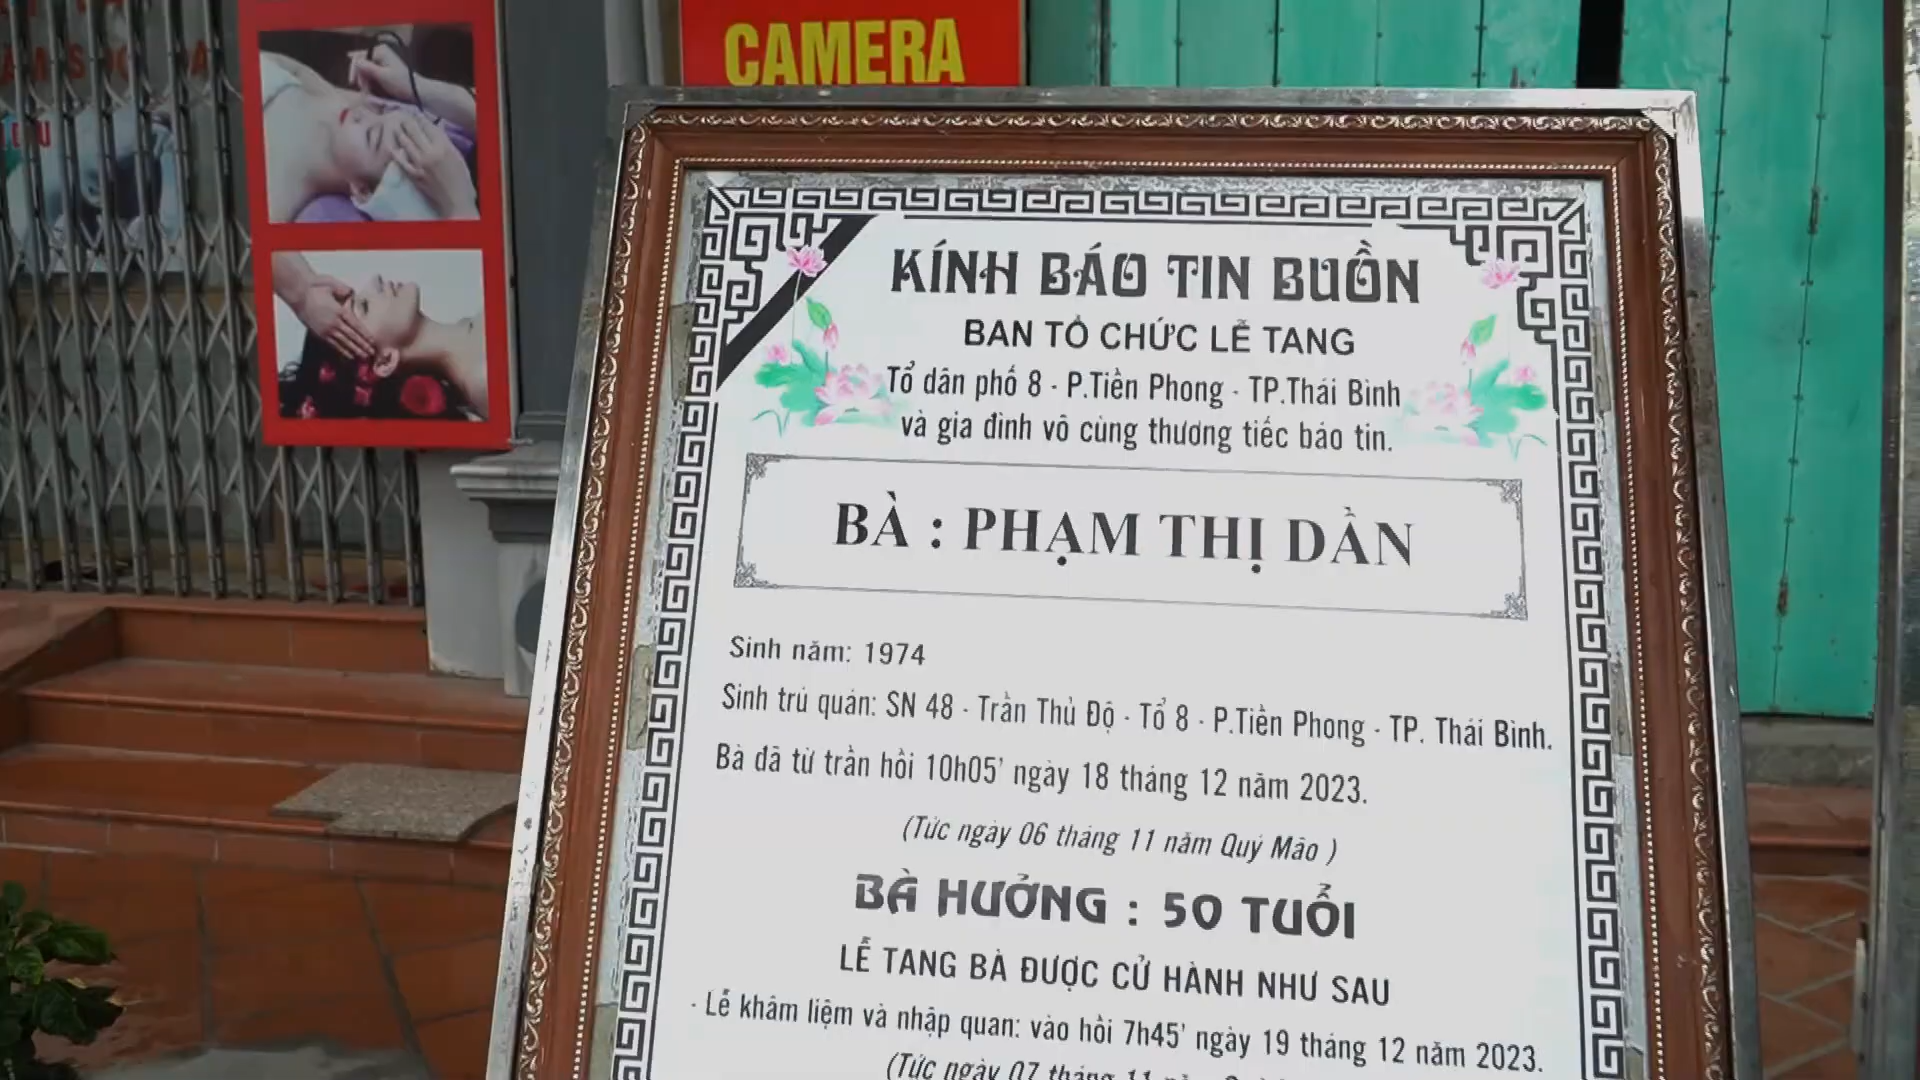 CAMERA
KÍNH BÁO TIN BUỒN
BAN TỔ CHỨC LỄ TANG
Tổ dân phố 8 - P.Tiền Phong - TP.Thái Bình
và gia đình vô cùng thương tiếc báo tin.
BÀ : PHẠM THỊ DẦN
Sinh năm: 1974
Sinh trú quán: SN 48 - Trần Thủ Độ - Tổ 8 - P.Tiền Phong - TP. Thái Bình.
Bà đã từ trần hồi 10h05' ngày 18 tháng 12 năm 2023.
(Tức ngày 06 tháng 11 năm Quý Mão )
BÀ HƯỞNG : 50 TUỔI
LỄ TANG BÀ ĐƯỢC CỬ HÀNH NHƯ SAU
- Lễ khâm liệm và nhập quan: vào hồi 7h45' ngày 19 tháng 12 năm 2023.
(Tức ngày 07 tháng 11